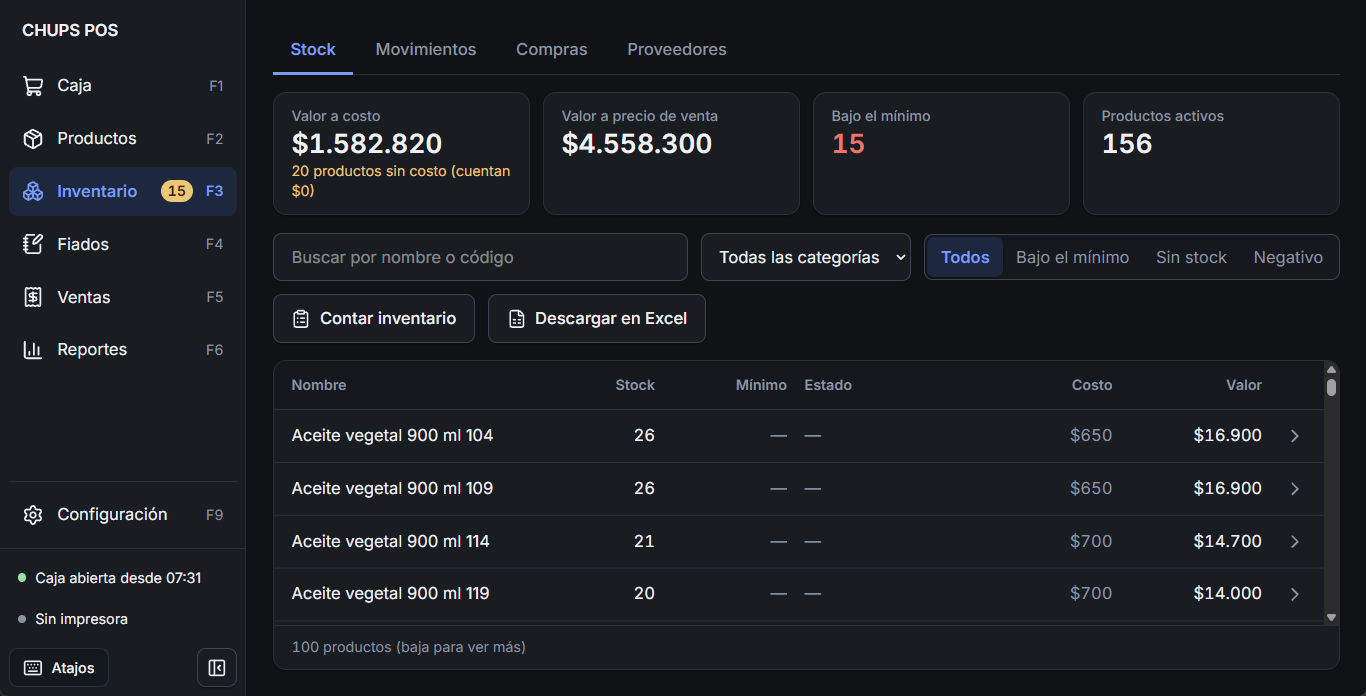 CHUPS POS
Caja F1
Productos F2
Inventario 15 F3
Fiados F4
Ventas F5
Reportes F6
Configuración F9
Caja abierta desde 07:31
Sin impresora
Atajos
Stock Movimientos Compras Proveedores
Valor a costo
$1.582.820
20 productos sin costo (cuentan
$0)
Valor a precio de venta
$4.558.300
Bajo el mínimo
15
Productos activos
156
Buscar por nombre o código
Todas las categorías
Todos Bajo el mínimo Sin stock Negativo
Contar inventario
Descargar en Excel
Nombre Stock Mínimo Estado Costo Valor
Aceite vegetal 900 ml 104 26 — — $650 $16.900
Aceite vegetal 900 ml 109 26 — — $650 $16.900
Aceite vegetal 900 ml 114 21 — — $700 $14.700
Aceite vegetal 900 ml 119 20 — — $700 $14.000
100 productos (baja para ver más)